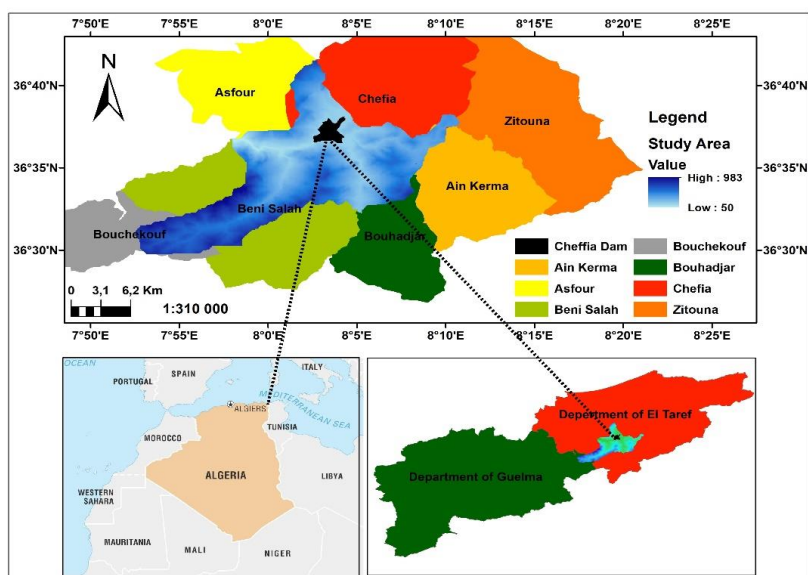 7°50'E 7°55'E 8°0'E 8°5'E 8°10'E 8°15'E 8°20'E 8°25'E
36°40'N
36°35'N
36°30'N
36°40'N
36°35'N
36°30'N
N
Asfour
Chefia
Zitouna
Ain Kerma
Beni Salah
Bouchekouf
Bouhadjar
Legend
Study Area
Value
High : 983
Low : 50
Cheffia Dam
Bouchekouf
Ain Kerma
Bouhadjar
Asfour
Chefia
Beni Salah
Zitouna
0 3,1 6,2 Km
1:310 000
7°50'E 7°55'E 8°0'E 8°5'E 8°10'E 8°15'E 8°20'E 8°25'E
OCEAN
PORTUGAL
SPAIN
ITALY
MEDITERRANEAN SEA
ALGIERS
MOROCCO
TUNISIA
ALGERIA
LIBYA
WESTERN
SAHARA
MAURITANIA
MALI
NIGER
Depertment of El Taref
Department of Guelma